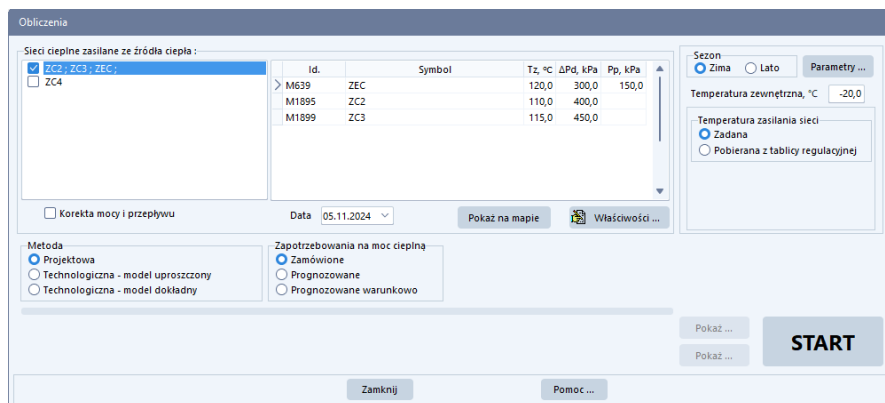 Obliczenia
Sieci cieplne zasilane ze źródła ciepła :
ZC2 ; ZC3 ; ZEC ;
ZC4
Id. Symbol Tz, °C ΔPd, kPa Pp, kPa
M639 ZEC 120,0 300,0 150,0
M1895 ZC2 110,0 400,0
M1899 ZC3 115,0 450,0
Korekta mocy i przepływu
Data 05.11.2024
Pokaż na mapie
Właściwości ...
Sezon
Zima Lato
Parametry ...
Temperatura zewnętrzna, °C -20,0
Temperatura zasilania sieci
Zadana
Pobierana z tablicy regulacyjnej
Metoda
Projektowa
Technologiczna - model uproszczony
Technologiczna - model dokładny
Zapotrzebowania na moc cieplną
Zamówione
Prognozowane
Prognozowane warunkowo
Pokaż ...
Pokaż ...
START
Zamknij
Pomoc ...